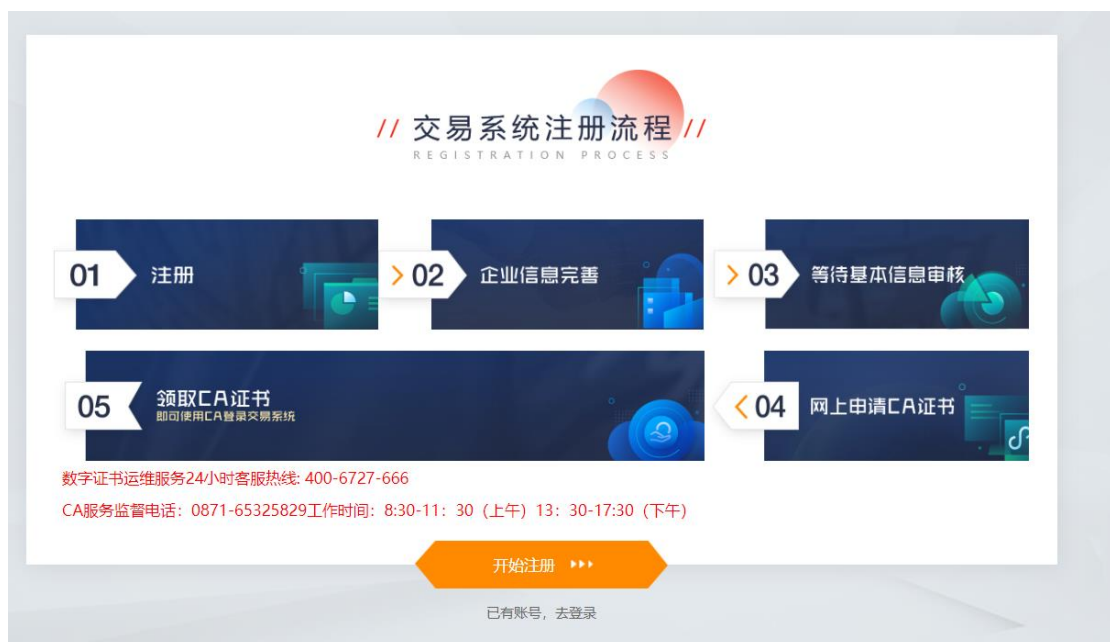 // 交易系统注册流程 //
REGISTRATION PROCESS
01 注册
02 企业信息完善
03 等待基本信息审核
05 领取CA证书
即可使用CA登录交易系统
04 网上申请CA证书
数字证书运维服务24小时客服热线: 400-6727-666
CA服务监督电话：0871-65325829工作时间：8:30-11：30（上午）13：30-17:30（下午）
开始注册
已有账号，去登录